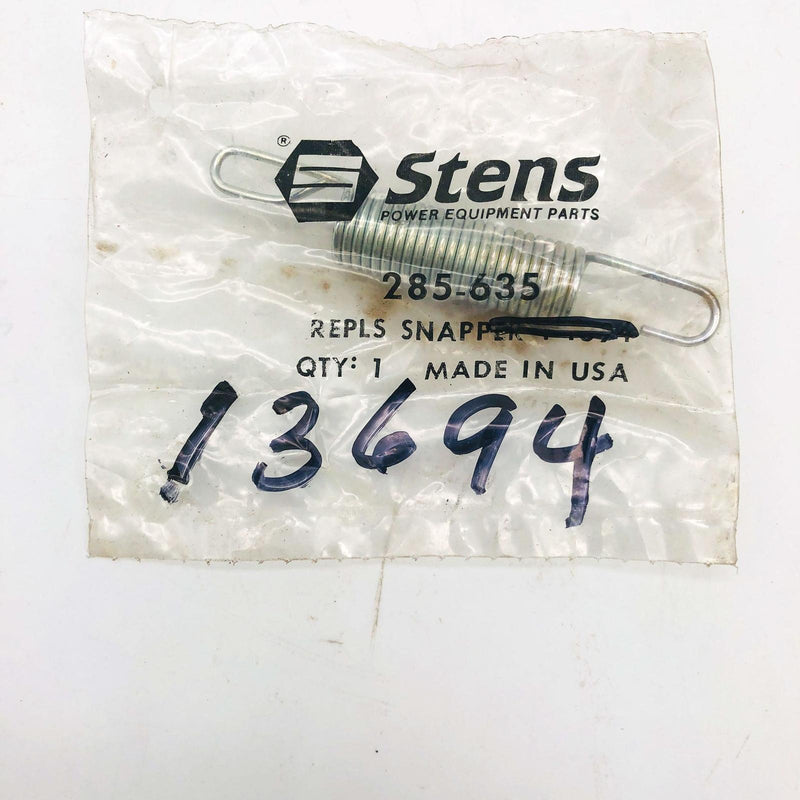 ® Stens
POWER EQUIPMENT PARTS
285-635
REPLS SNAPPER
QTY: 1 MADE IN USA
13694